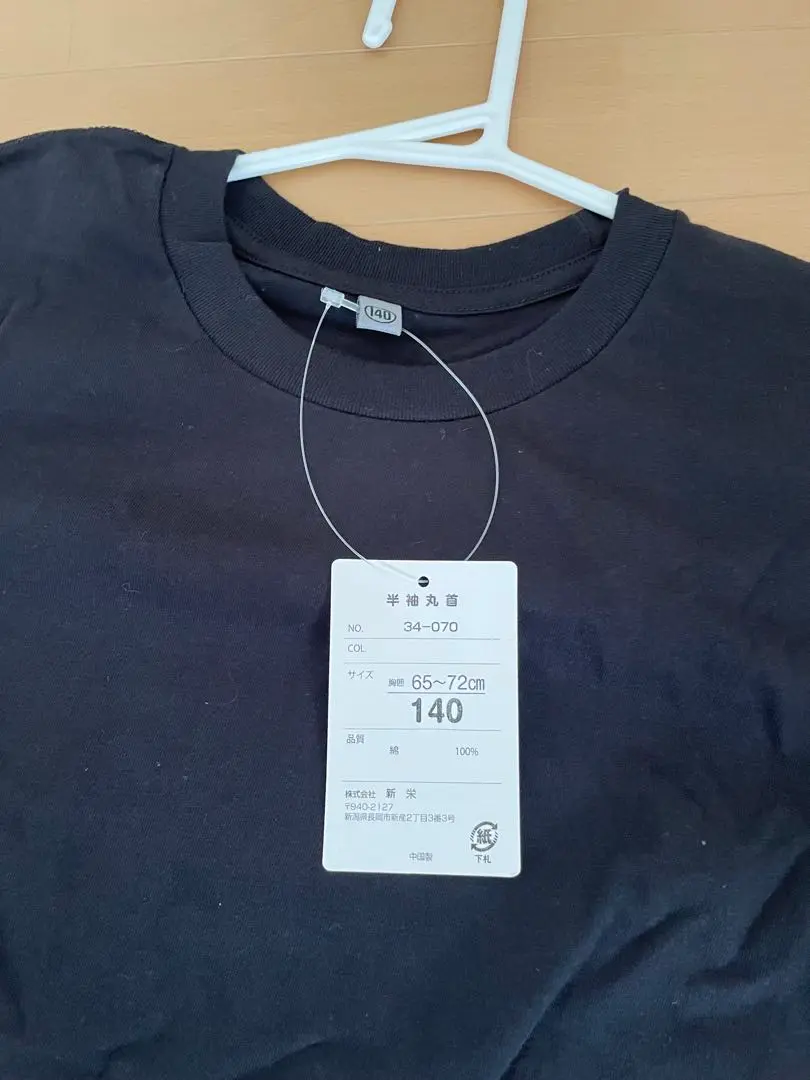 140
半袖丸首
NO. 34-070
COL
サイズ 胸囲 65～72cm
140
品質
綿 100%
株式会社 新栄
〒940-2127
新潟県長岡市新産2丁目3番3号
紙
下札
中国製